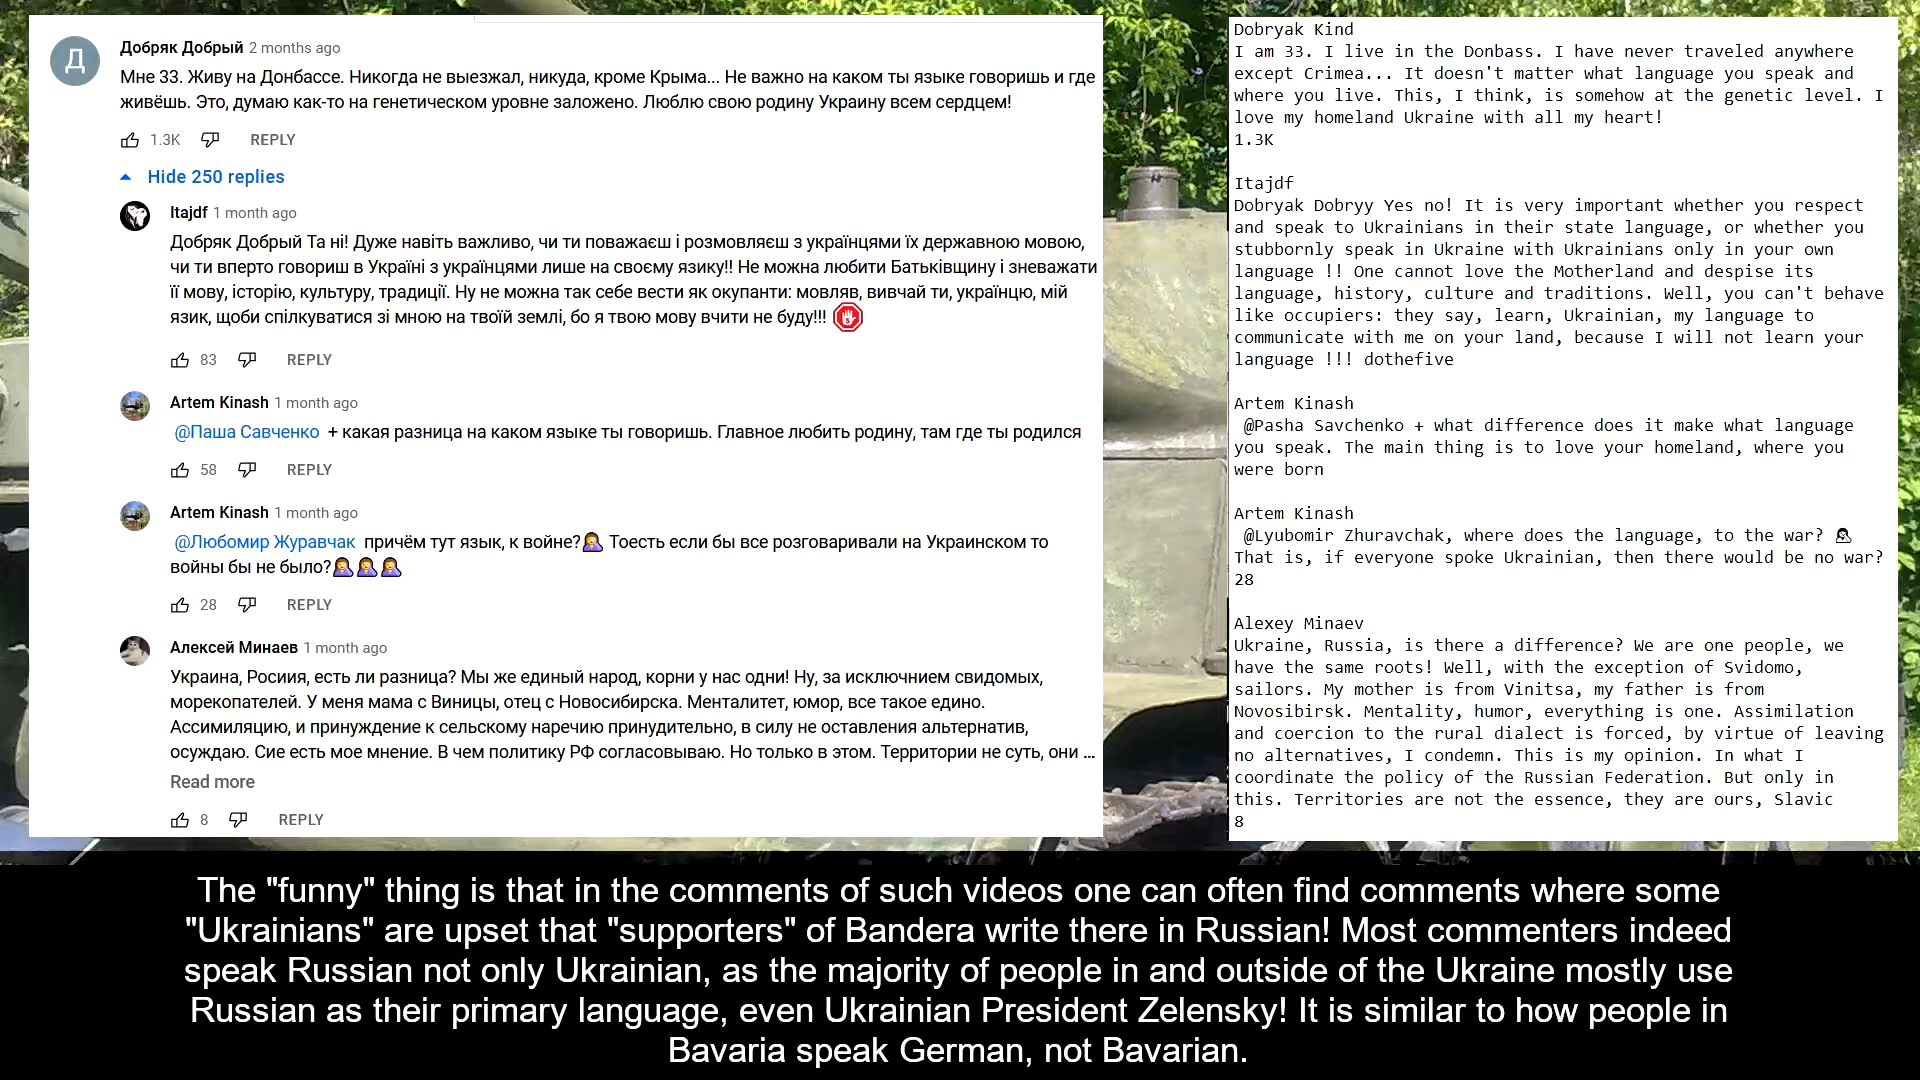 Д
Добряк Добрый 2 months ago
Мне 33. Живу на Донбассе. Никогда не выезжал, никуда, кроме Крыма... Не важно на каком ты языке говоришь и где
живёшь. Это, думаю как-то на генетическом уровне заложено. Люблю свою родину Украину всем сердцем!
1.3K REPLY
Hide 250 replies
Itajdf 1 month ago
Добряк Добрый Та ні! Дуже навіть важливо, чи ти поважаєш і розмовляєш з українцями їх державною мовою,
чи ти вперто говориш в Україні з українцями лише на своєму язику!! Не можна любити Батьківщину і зневажати
її мову, історію, культуру, традиції. Ну не можна так себе вести як окупанти: мовляв, вивчай ти, українцю, мій
язик, щоби спілкуватися зі мною на твоїй землі, бо я твою мову вчити не буду!!!
83 REPLY
Artem Kinash 1 month ago
@Паша Савченко + какая разница на каком языке ты говоришь. Главное любить родину, там где ты родился
58 REPLY
Artem Kinash 1 month ago
@Любомир Журавчак причём тут язык, к войне?🤦‍♀️ Тоесть если бы все розговаривали на Украинском то
войны бы не было?🤦‍♀️🤦‍♀️🤦‍♀️
28 REPLY
Алексей Минаев 1 month ago
Украина, Росиия, есть ли разница? Мы же единый народ, корни у нас одни! Ну, за исключнием свидомых,
морекопателей. У меня мама с Виницы, отец с Новосибирска. Менталитет, юмор, все такое едино.
Ассимиляцию, и принуждение к сельскому наречию принудительно, в силу не оставления альтернатив,
осуждаю. Сие есть мое мнение. В чем политику РФ согласовываю. Но только в этом. Территории не суть, они ...
Read more
8 REPLY
Dobryak Kind
I am 33. I live in the Donbass. I have never traveled anywhere
except Crimea... It doesn't matter what language you speak and
where you live. This, I think, is somehow at the genetic level. I
love my homeland Ukraine with all my heart!
1.3K
Itajdf
Dobryak Dobryy Yes no! It is very important whether you respect
and speak to Ukrainians in their state language, or whether you
stubbornly speak in Ukraine with Ukrainians only in your own
language !! One cannot love the Motherland and despise its
language, history, culture and traditions. Well, you can't behave
like occupiers: they say, learn, Ukrainian, my language to
communicate with me on your land, because I will not learn your
language !!! dothefive
Artem Kinash
@Pasha Savchenko + what difference does it make what language
you speak. The main thing is to love your homeland, where you
were born
Artem Kinash
@Lyubomir Zhuravchak, where does the language, to the war? 🤦‍♀️
That is, if everyone spoke Ukrainian, then there would be no war?
28
Alexey Minaev
Ukraine, Russia, is there a difference? We are one people, we
have the same roots! Well, with the exception of Svidomo,
sailors. My mother is from Vinitsa, my father is from
Novosibirsk. Mentality, humor, everything is one. Assimilation
and coercion to the rural dialect is forced, by virtue of leaving
no alternatives, I condemn. This is my opinion. In what I
coordinate the policy of the Russian Federation. But only in
this. Territories are not the essence, they are ours, Slavic
8
The "funny" thing is that in the comments of such videos one can often find comments where some
"Ukrainians" are upset that "supporters" of Bandera write there in Russian! Most commenters indeed
speak Russian not only Ukrainian, as the majority of people in and outside of the Ukraine mostly use
Russian as their primary language, even Ukrainian President Zelensky! It is similar to how people in
Bavaria speak German, not Bavarian.